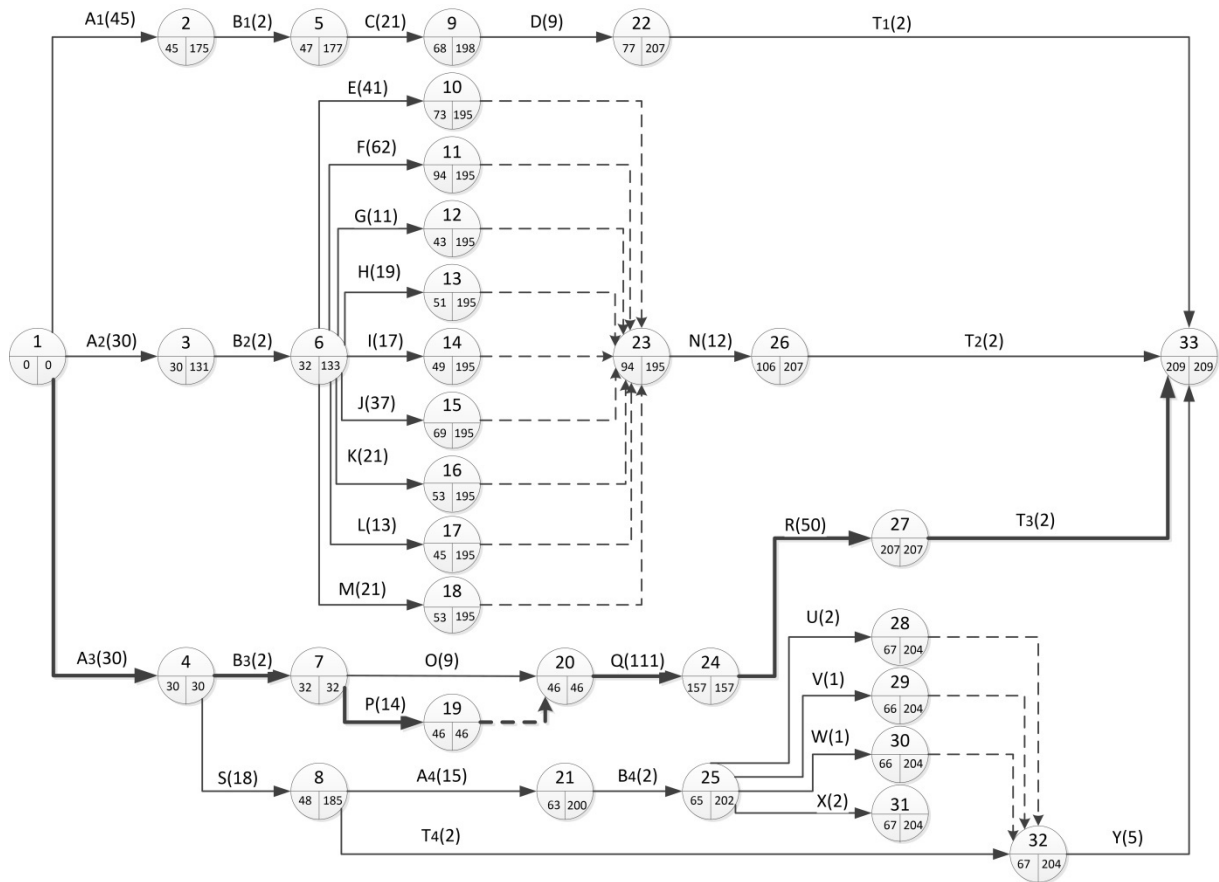 A1(45) 2 B1(2) 5 C(21) 9 D(9) 22 T1(2)
45 175 47 177 68 198 77 207
E(41) 10
73 195
F(62) 11
94 195
G(11) 12
43 195
H(19) 13
51 195
1 A2(30) 3 B2(2) 6 I(17) 14 23 N(12) 26 T2(2) 33
0 0 30 131 32 133 49 195 94 195 106 207 209 209
J(37) 15
69 195
K(21) 16
53 195
L(13) 17
45 195
R(50) 27 T3(2)
207 207
M(21) 18
53 195
U(2) 28
67 204
A3(30) 4 B3(2) 7 O(9) 20 Q(111) 24
30 30 32 32 46 46 157 157
V(1) 29
66 204
P(14) 19
46 46
W(1) 30
66 204
S(18) 8 A4(15) 21 B4(2) 25
48 185 63 200 65 202
X(2) 31
67 204
T4(2) 32 Y(5)
67 204